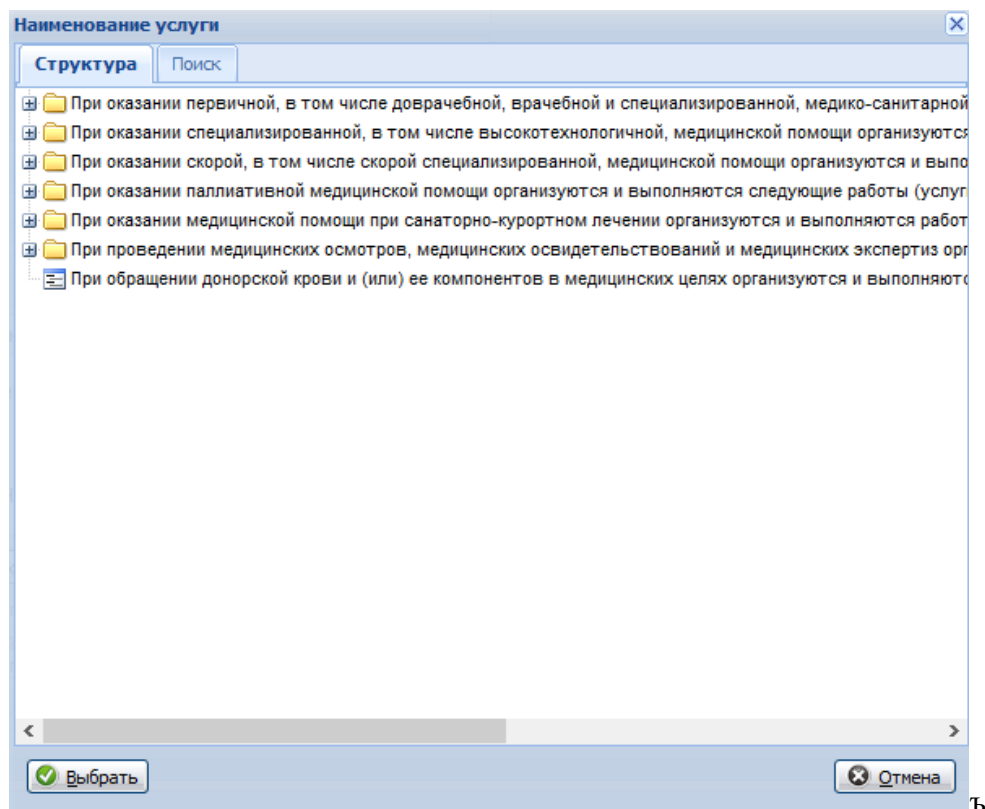 Наименование услуги
Структура Поиск
При оказании первичной, в том числе доврачебной, врачебной и специализированной, медико-санитарной
При оказании специализированной, в том числе высокотехнологичной, медицинской помощи организуются
При оказании скорой, в том числе скорой специализированной, медицинской помощи организуются и выпо
При оказании паллиативной медицинской помощи организуются и выполняются следующие работы (услуг
При оказании медицинской помощи при санаторно-курортном лечении организуются и выполняются работ
При проведении медицинских осмотров, медицинских освидетельствований и медицинских экспертиз орг
При обращении донорской крови и (или) ее компонентов в медицинских целях организуются и выполняютс
Выбрать Отмена
ъ